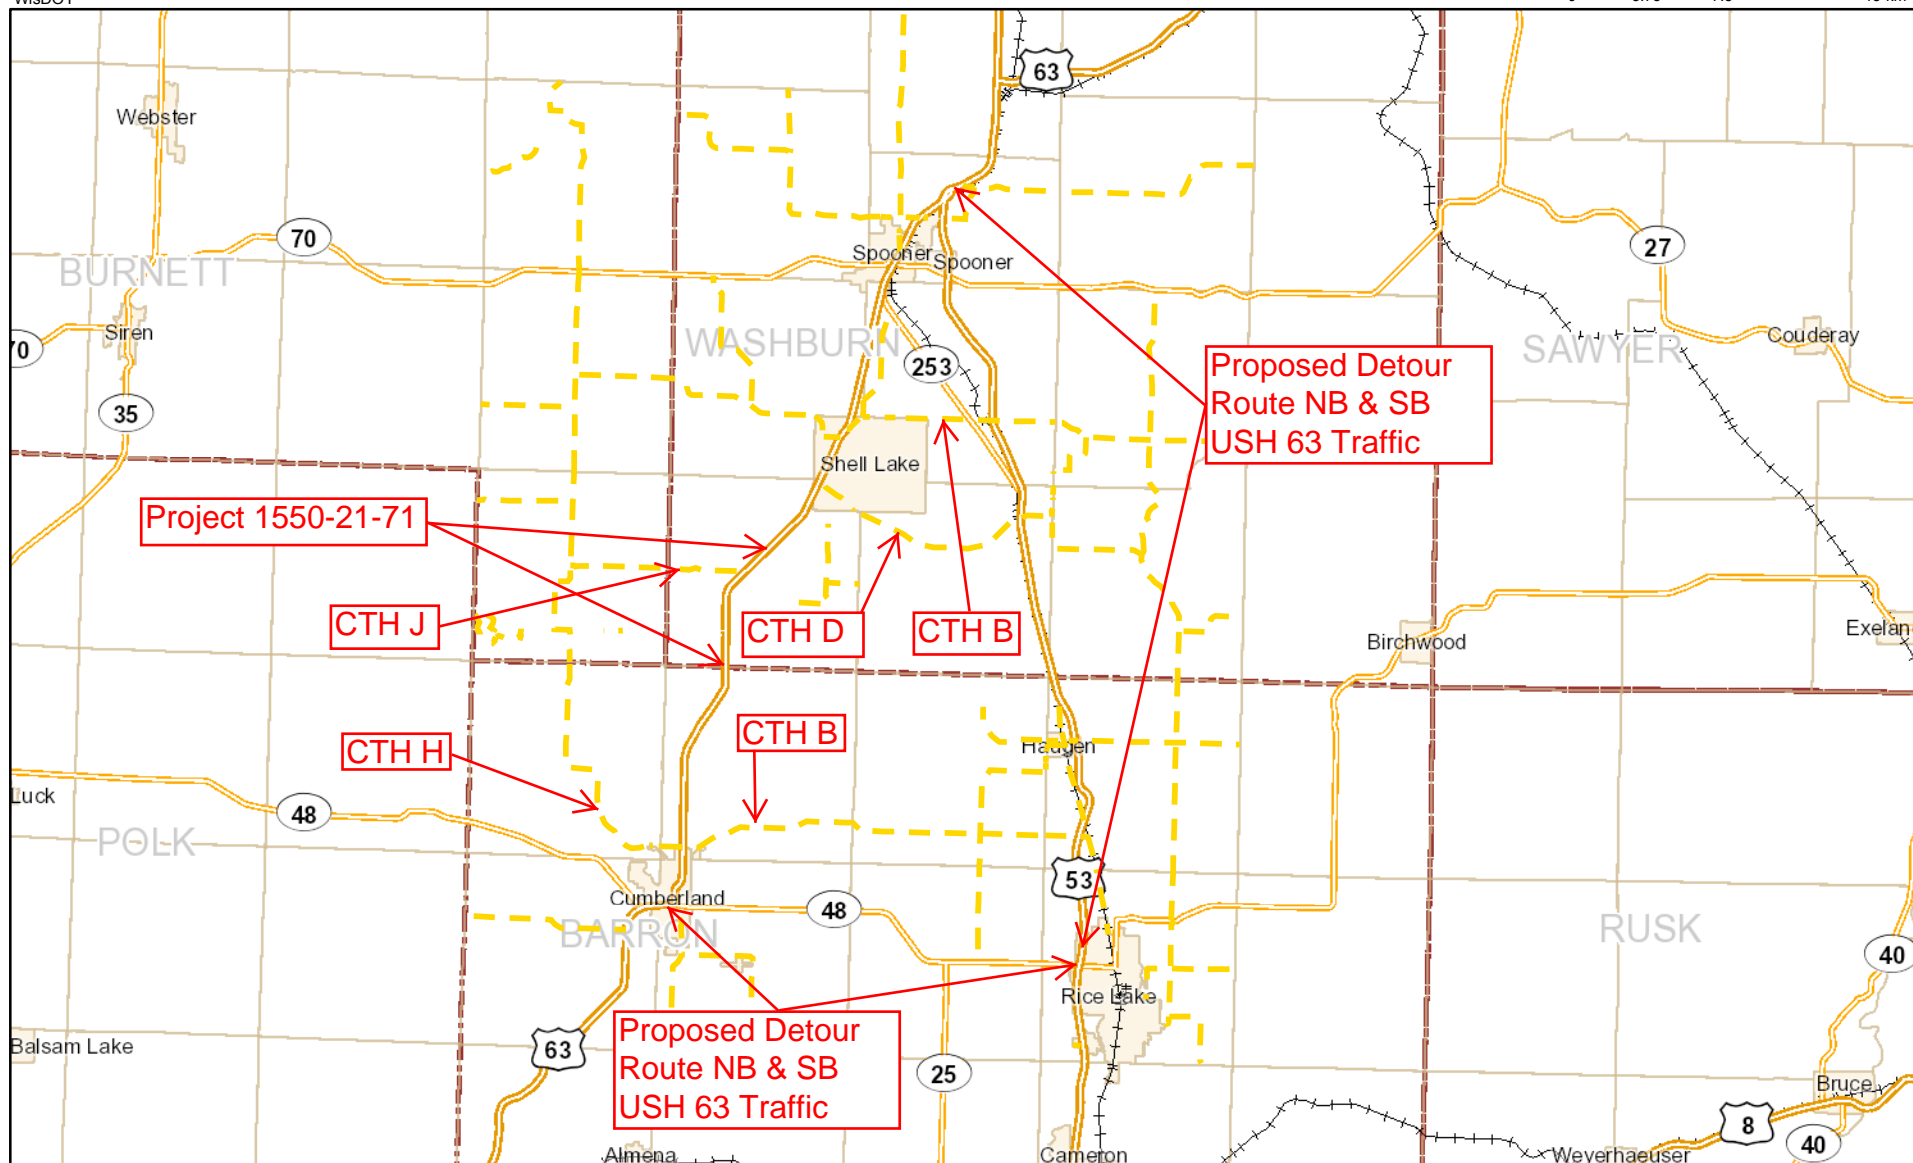 63
Webster
70
27
BURNETT
Spooner
Spooner
Siren
WASHBURN
SAWYER
Couderay
70
253
Proposed Detour
Route NB & SB
USH 63 Traffic
35
Shell Lake
Project 1550-21-71
CTH J
CTH D
CTH B
Birchwood
Exelan
CTH H
CTH B
Haugen
Luck
48
POLK
53
Cumberland
48
BARRON
RUSK
40
Rice Lake
Proposed Detour
Route NB & SB
USH 63 Traffic
Balsam Lake
63
25
Bruce
8
40
Almena
Cameron
Weyerhaeuser